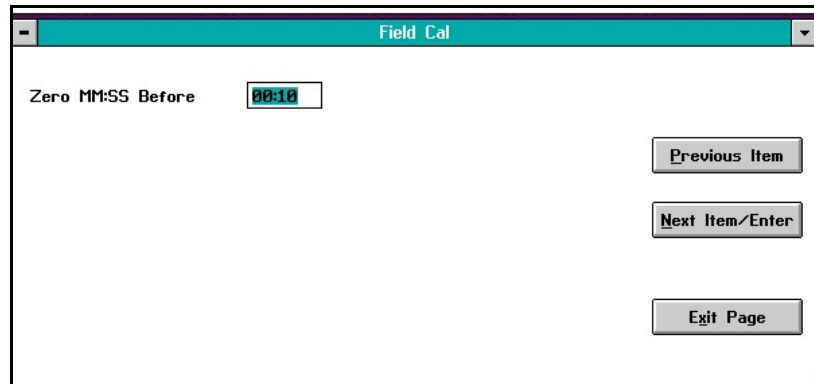 Field Cal
Zero MM:SS Before 00:10
Previous Item
Next Item/Enter
Exit Page